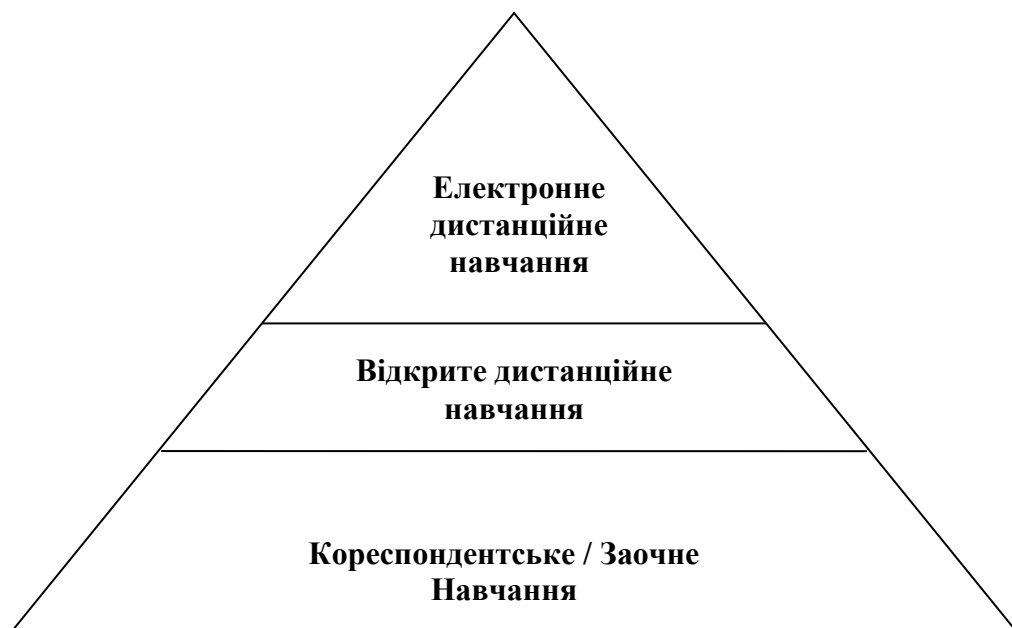 Електронне
дистанційне
навчання
Відкрите дистанційне
навчання
Кореспондентське / Заочне
Навчання